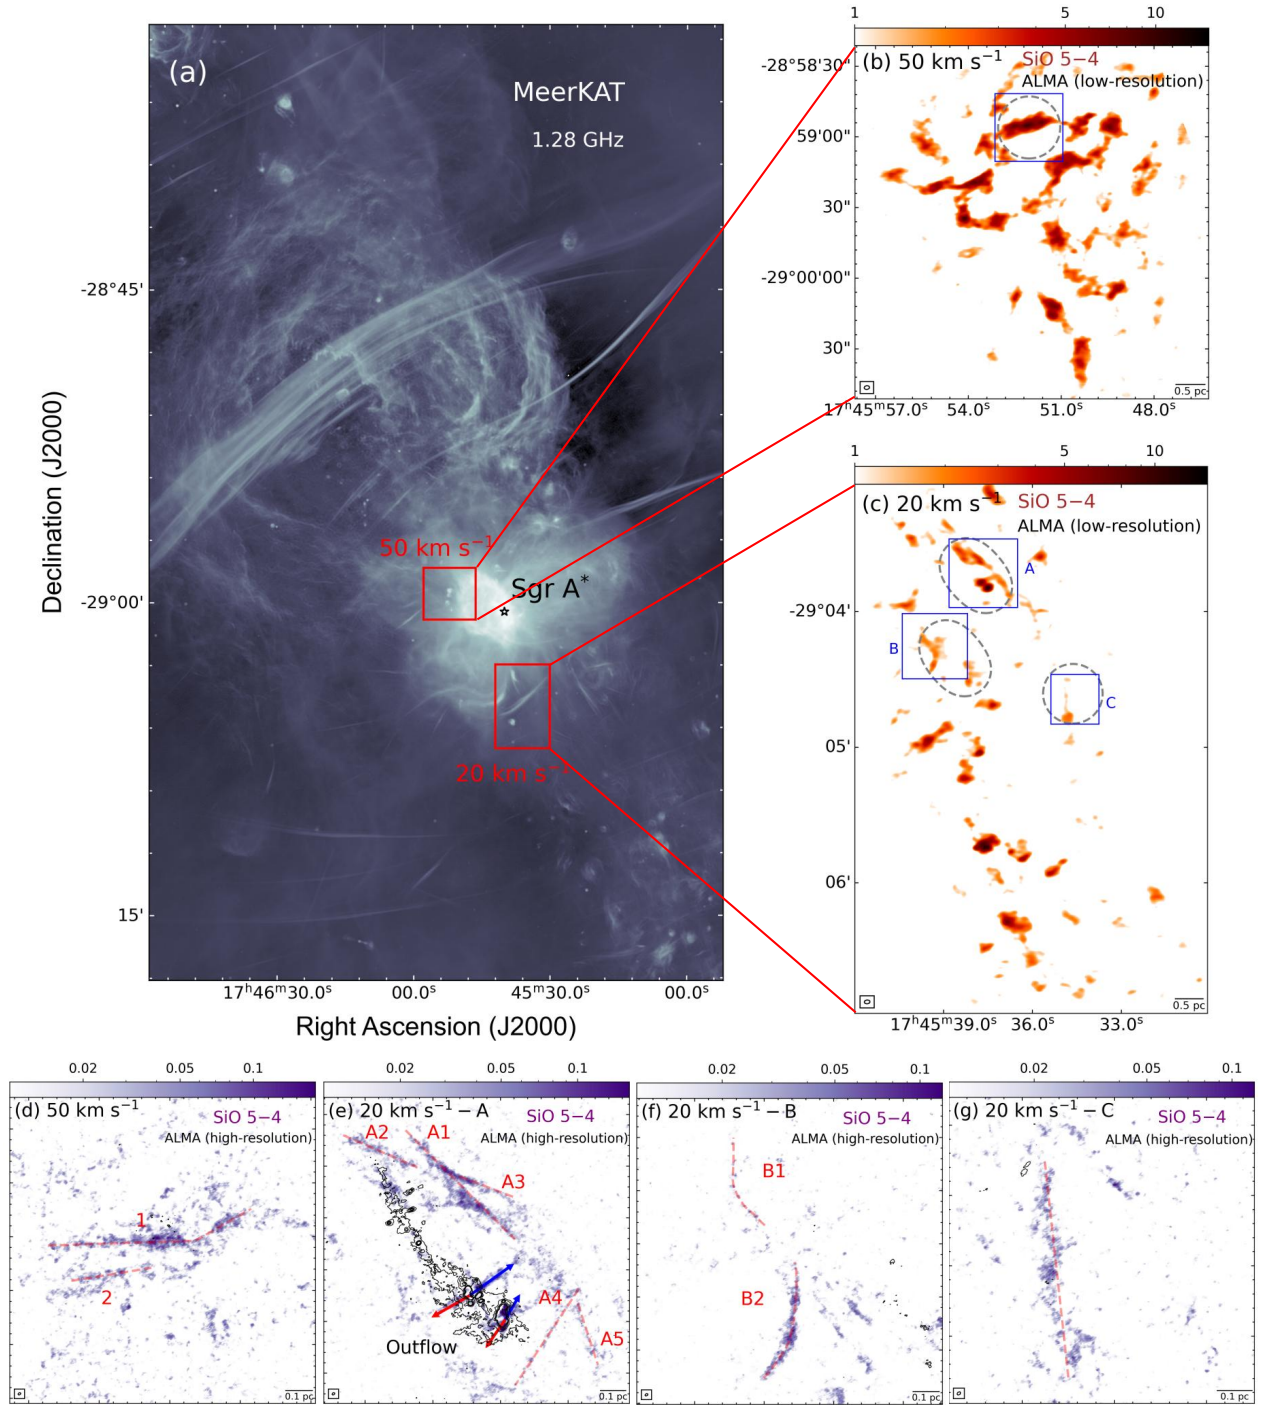 (a)
MeerKAT
1.28 GHz
50 km s⁻¹
Sgr A*
20 km s⁻¹
-28°45'
-29°00'
15'
Declination (J2000)
17ʰ46ᵐ30.0ˢ 00.0ˢ 45ᵐ30.0ˢ 00.0ˢ
Right Ascension (J2000)
1 5 10
(b) 50 km s⁻¹ SiO 5−4
ALMA (low-resolution)
-28°58'30"
59'00"
30"
-29°00'00"
30"
0.5 pc
17ʰ45ᵐ57.0ˢ 54.0ˢ 51.0ˢ 48.0ˢ
1 5 10
(c) 20 km s⁻¹ SiO 5−4
ALMA (low-resolution)
A
B
C
-29°04'
05'
06'
0.5 pc
17ʰ45ᵐ39.0ˢ 36.0ˢ 33.0ˢ
0.02 0.05 0.1
(d) 50 km s⁻¹
SiO 5−4
ALMA (high-resolution)
1
2
0.1 pc
0.02 0.05 0.1
(e) 20 km s⁻¹ − A
SiO 5−4
ALMA (high-resolution)
A2 A1
A3
A4
A5
Outflow
0.1 pc
0.02 0.05 0.1
(f) 20 km s⁻¹ − B
SiO 5−4
ALMA (high-resolution)
B1
B2
0.1 pc
0.02 0.05 0.1
(g) 20 km s⁻¹ − C
SiO 5−4
ALMA (high-resolution)
0.1 pc